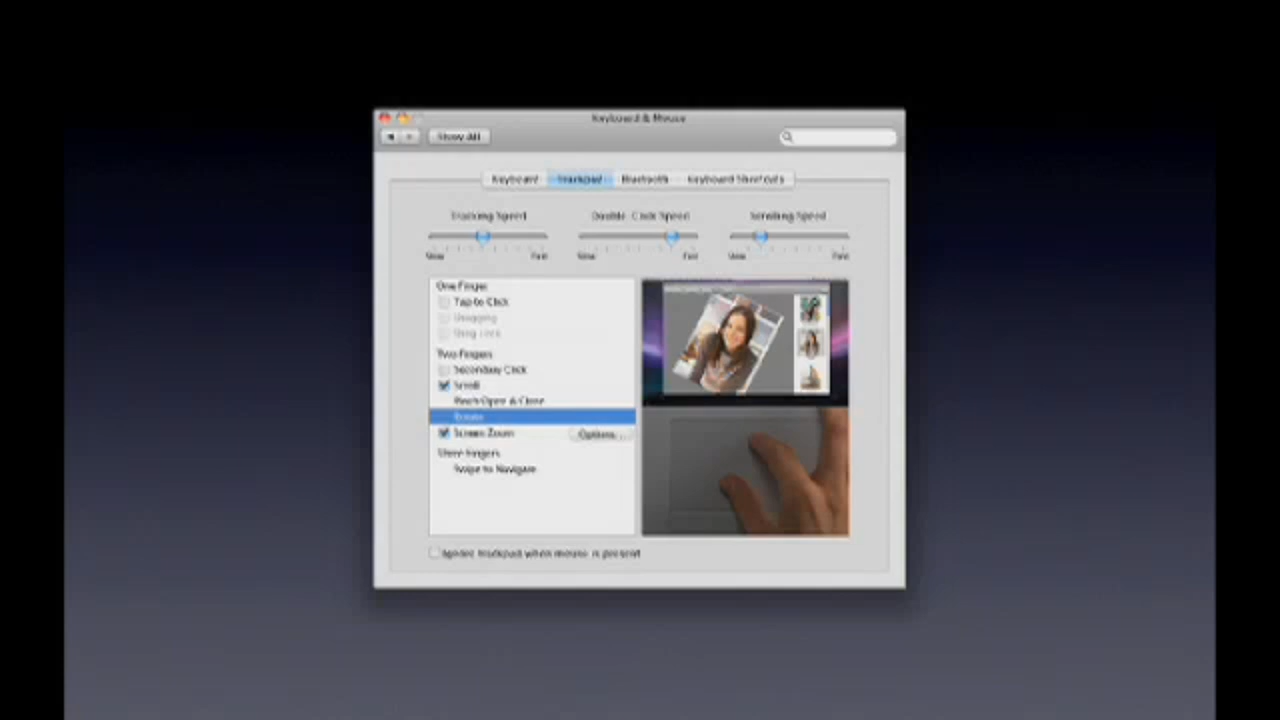 Keyboard & Mouse
Show All
Keyboard Trackpad Bluetooth Keyboard Shortcuts
Tracking Speed Double-Click Speed Scrolling Speed
Slow Fast Slow Fast Slow Fast
One Finger
Tap to Click
Dragging
Drag Lock
Two Fingers
Secondary Click
Scroll
Pinch Open & Close
Rotate
Screen Zoom Options...
Three Fingers
Swipe to Navigate
Ignore trackpad when mouse is present